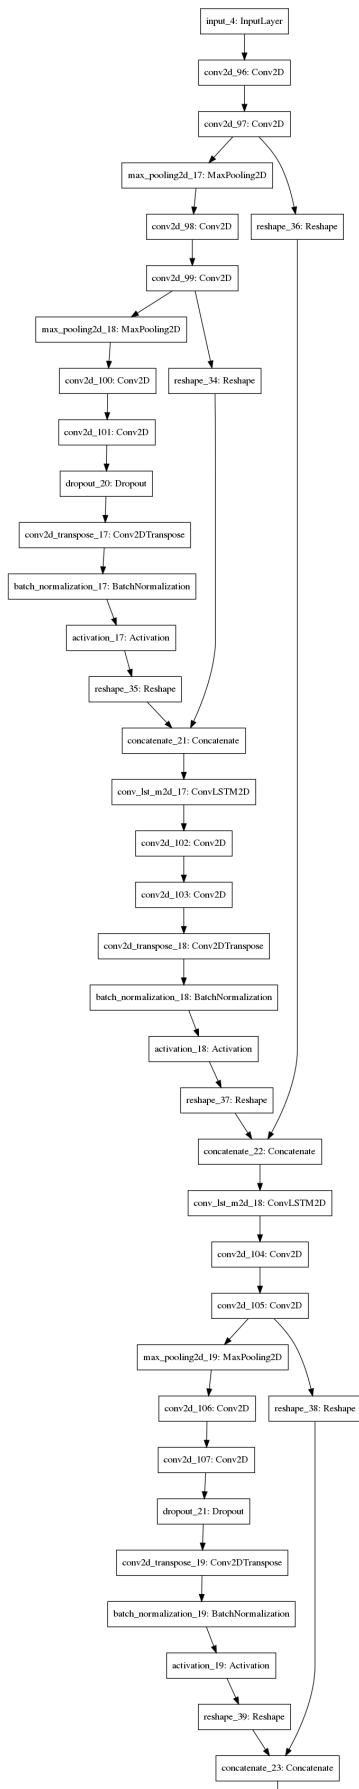 input_4: InputLayer
conv2d_96: Conv2D
conv2d_97: Conv2D
max_pooling2d_17: MaxPooling2D
conv2d_98: Conv2D
reshape_36: Reshape
conv2d_99: Conv2D
max_pooling2d_18: MaxPooling2D
conv2d_100: Conv2D
reshape_34: Reshape
conv2d_101: Conv2D
dropout_20: Dropout
conv2d_transpose_17: Conv2DTranspose
batch_normalization_17: BatchNormalization
activation_17: Activation
reshape_35: Reshape
concatenate_21: Concatenate
conv_lst_m2d_17: ConvLSTM2D
conv2d_102: Conv2D
conv2d_103: Conv2D
conv2d_transpose_18: Conv2DTranspose
batch_normalization_18: BatchNormalization
activation_18: Activation
reshape_37: Reshape
concatenate_22: Concatenate
conv_lst_m2d_18: ConvLSTM2D
conv2d_104: Conv2D
conv2d_105: Conv2D
max_pooling2d_19: MaxPooling2D
conv2d_106: Conv2D
reshape_38: Reshape
conv2d_107: Conv2D
dropout_21: Dropout
conv2d_transpose_19: Conv2DTranspose
batch_normalization_19: BatchNormalization
activation_19: Activation
reshape_39: Reshape
concatenate_23: Concatenate